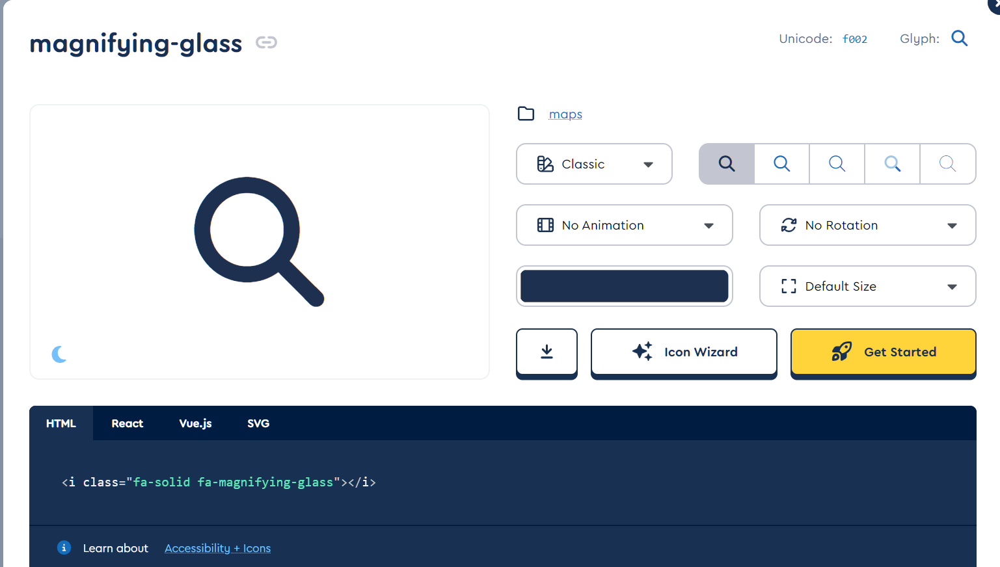 magnifying-glass
Unicode: f002 Glyph:
maps
Classic
No Animation
No Rotation
Default Size
Icon Wizard
Get Started
HTML React Vue.js SVG
<i class="fa-solid fa-magnifying-glass"></i>
Learn about Accessibility + Icons